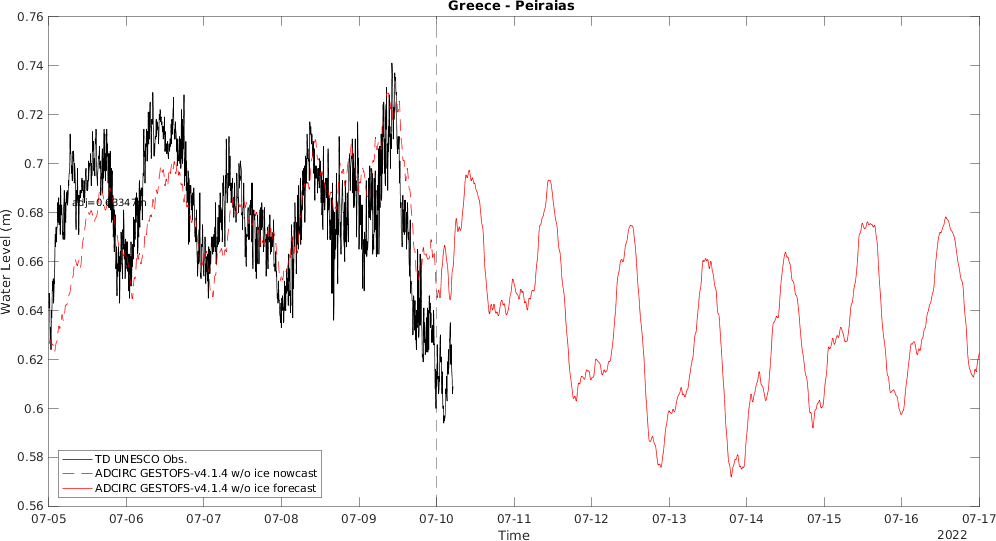 Greece - Peiraias
0.76
0.74
0.72
0.7
0.68
0.66
0.64
0.62
0.6
0.58
0.56
Water Level (m)
TD UNESCO Obs.
ADCIRC GESTOFS-v4.1.4 w/o ice nowcast
ADCIRC GESTOFS-v4.1.4 w/o ice forecast
07-05 07-06 07-07 07-08 07-09 07-10 07-11 07-12 07-13 07-14 07-15 07-16 07-17
Time
2022